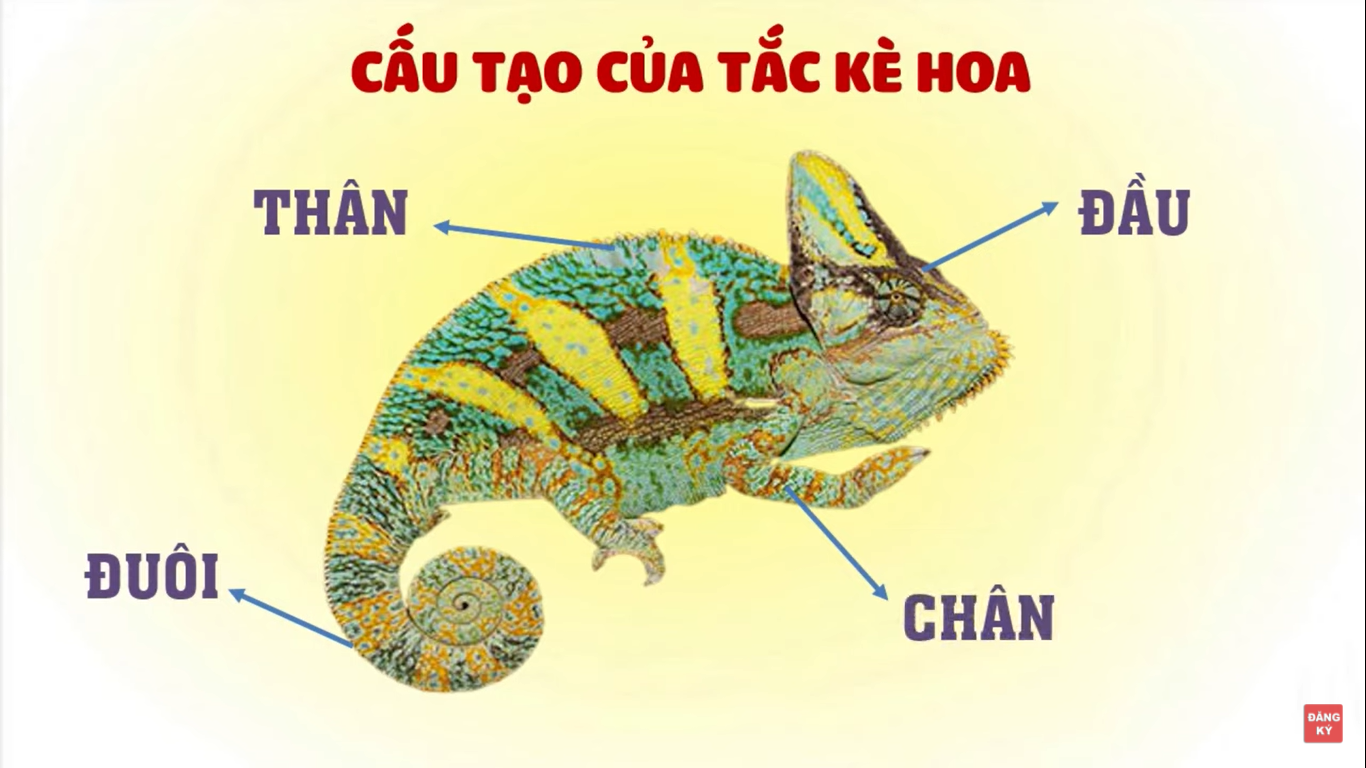 CẤU TẠO CỦA TẮC KÈ HOA
THÂN
ĐẦU
ĐUÔI
CHÂN
ĐĂNG
KÝ